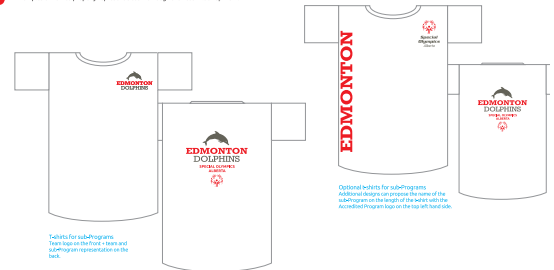 EDMONTON
DOLPHINS
EDMONTON
DOLPHINS
SPECIAL OLYMPICS
ALBERTA
T-shirts for sub-Programs
Team logo on the front + team and
sub-Program representation on the
back.
EDMONTON
Special
Olympics
Alberta
EDMONTON
DOLPHINS
SPECIAL OLYMPICS
ALBERTA
Optional t-shirts for sub-Programs
Additional designs can propose the name of the
sub-Program on the length of the t-shirt with the
Accredited Program logo on the top left hand side.